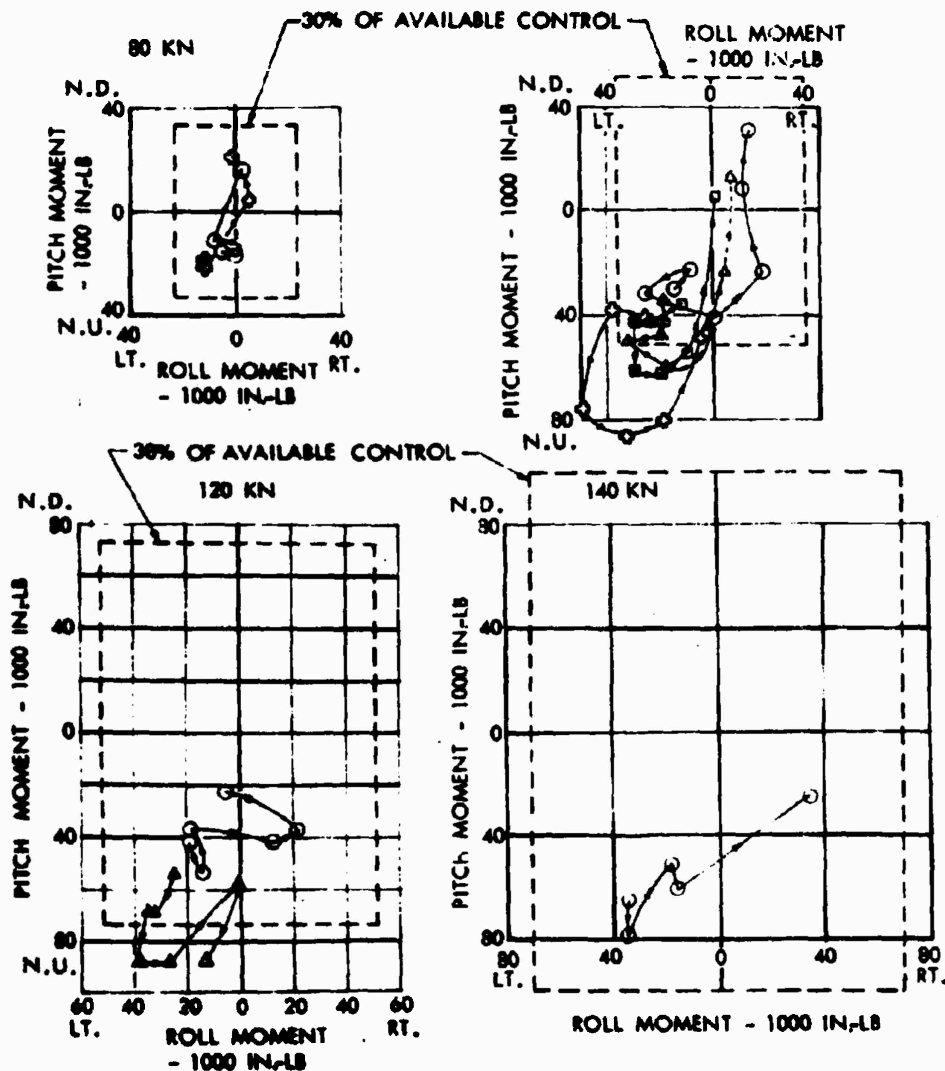 30% OF AVAILABLE CONTROL
80 KN
N.D.
40
PITCH MOMENT
- 1000 IN.-LB
0
40
N.U.
40
0
40
LT.
RT.
ROLL MOMENT
- 1000 IN.-LB
ROLL MOMENT
- 1000 IN.-LB
N.D.
0
40
40
LT.
RT.
PITCH MOMENT - 1000 IN.-LB
0
40
80
N.U.
30% OF AVAILABLE CONTROL
120 KN
N.D.
80
PITCH MOMENT - 1000 IN.-LB
40
0
40
80
N.U.
60
40
20
0
20
40
60
LT.
RT.
ROLL MOMENT
- 1000 IN.-LB
140 KN
N.D.
80
PITCH MOMENT - 1000 IN.-LB
40
0
40
80
N.U.
80
LT.
40
0
40
80
RT.
ROLL MOMENT - 1000 IN.-LB